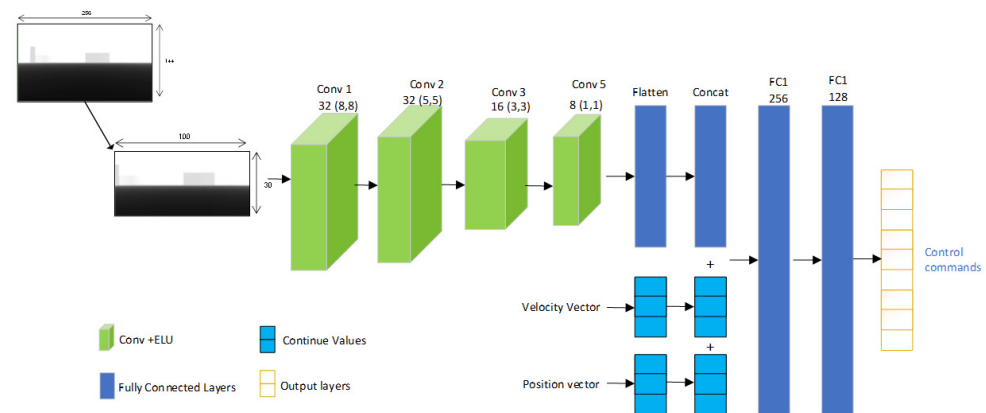 256
144
100
30
Conv 1
32 (8,8)
Conv 2
32 (5,5)
Conv 3
16 (3,3)
Conv 5
8 (1,1)
Flatten
Concat
FC1
256
FC1
128
+
Control
commands
Velocity Vector
+
Position vector
Conv +ELU
Continue Values
Fully Connected Layers
Output layers